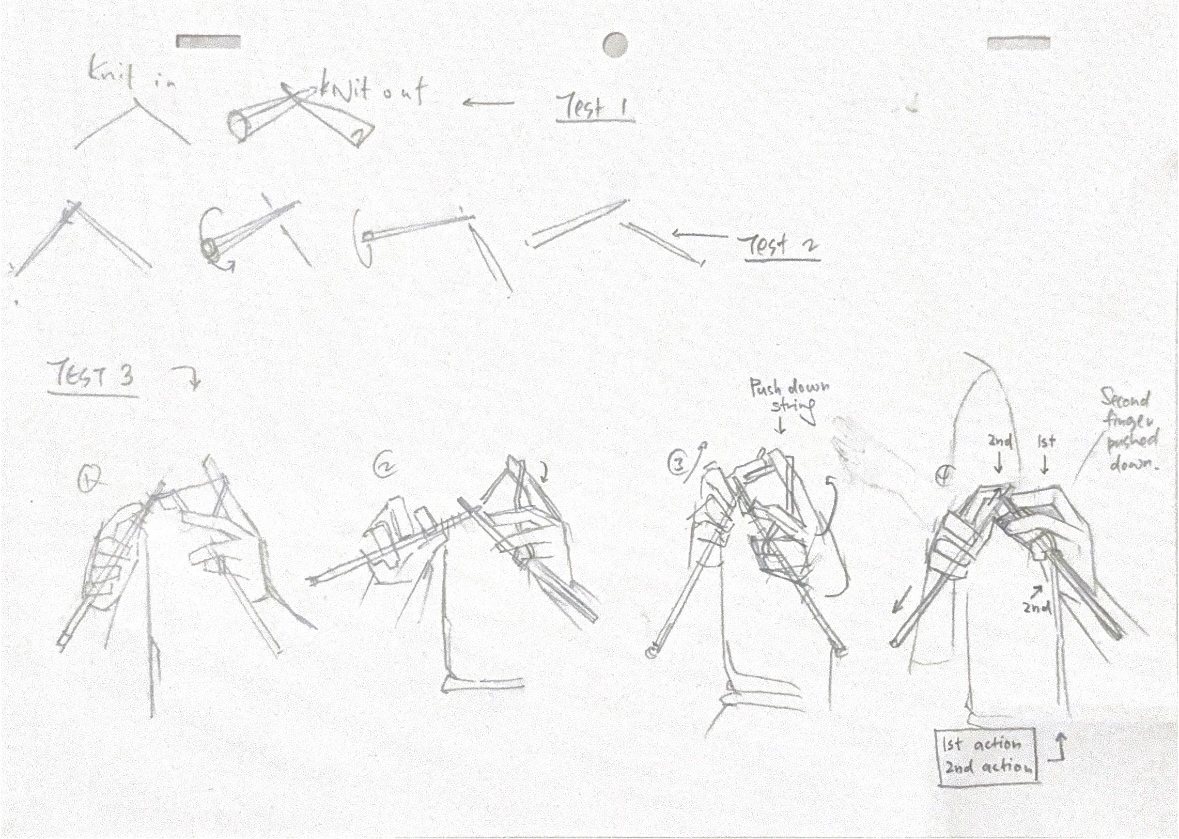 Knit in
kNit out
Test 1
Test 2
TEST 3
①
②
③
Push down
string
④
2nd
1st
Second
finger
pushed
down.
2nd
1st action
2nd action